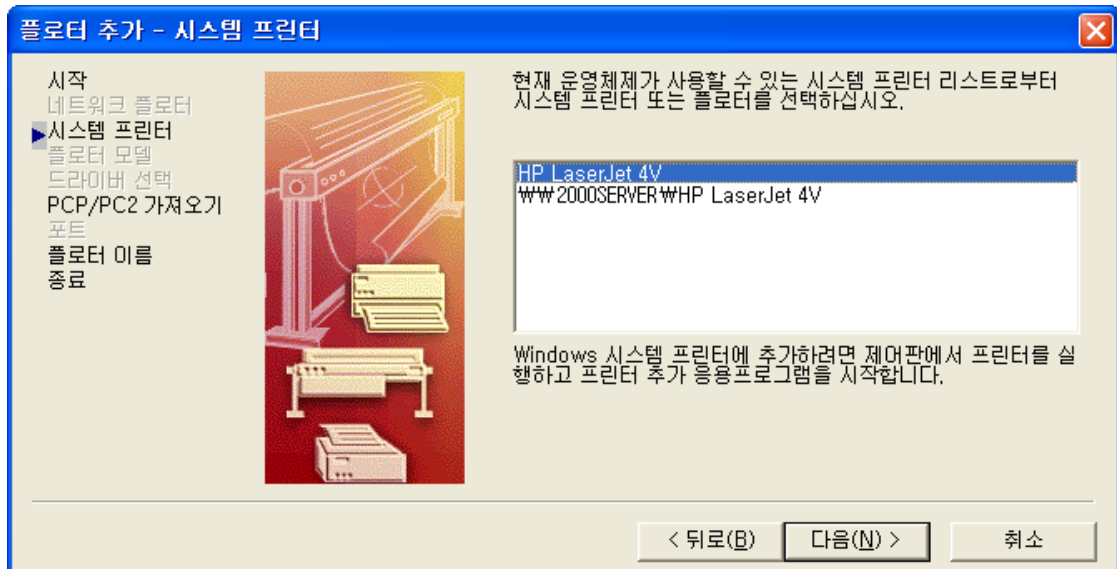 플로터 추가 - 시스템 프린터
시작
네트워크 플로터
시스템 프린터
플로터 모델
드라이버 선택
PCP/PC2 가져오기
포트
플로터 이름
종료
현재 운영체제가 사용할 수 있는 시스템 프린터 리스트로부터
시스템 프린터 또는 플로터를 선택하십시오.
HP LaserJet 4V
₩₩2000SERVER₩HP LaserJet 4V
Windows 시스템 프린터에 추가하려면 제어판에서 프린터를 실
행하고 프린터 추가 응용프로그램을 시작합니다.
< 뒤로(B)
다음(N) >
취소